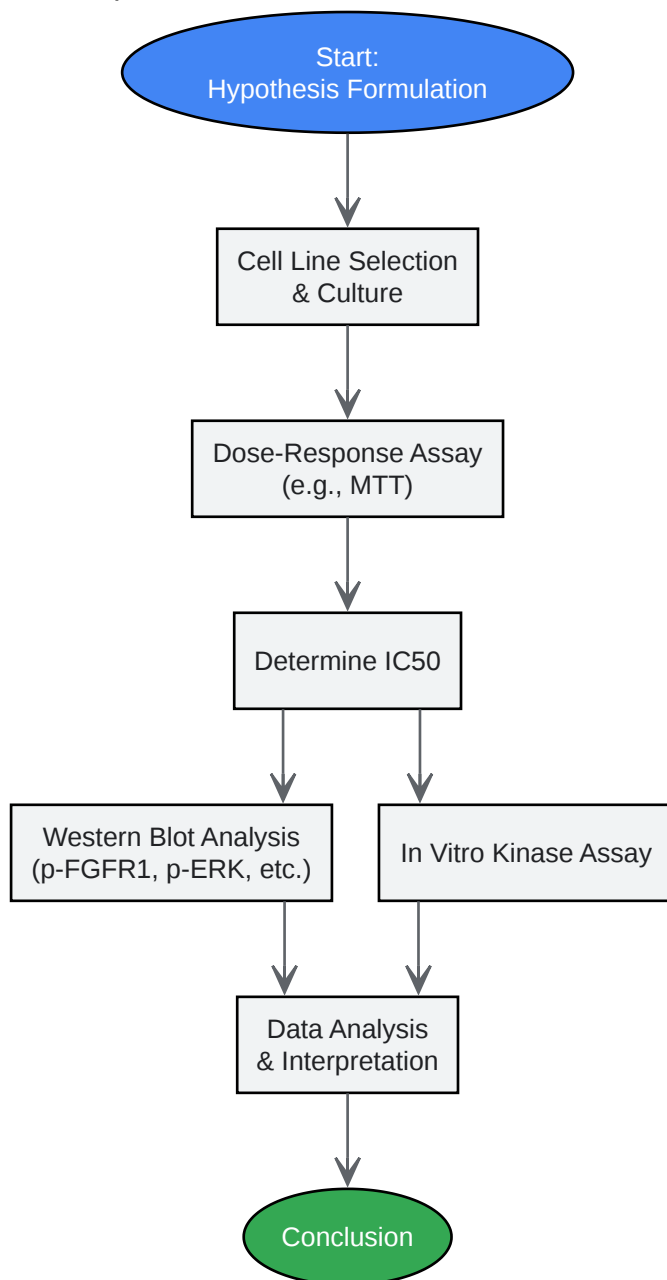 Start:
Hypothesis Formulation
Cell Line Selection
& Culture
Dose-Response Assay
(e.g., MTT)
Determine IC50
Western Blot Analysis
(p-FGFR1, p-ERK, etc.)
In Vitro Kinase Assay
Data Analysis
& Interpretation
Conclusion